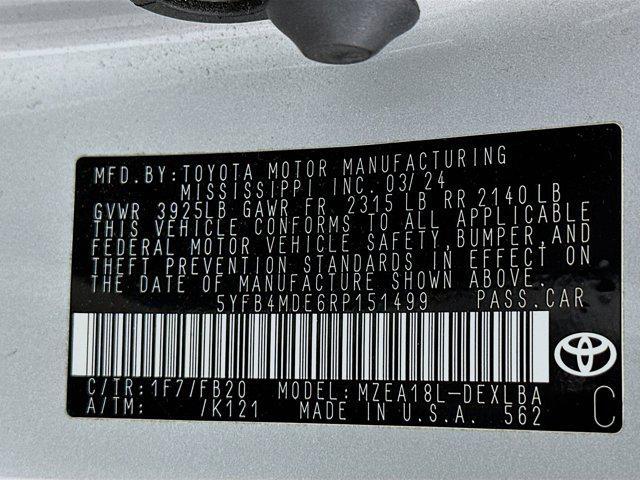 MFD.BY:TOYOTA MOTOR MANUFACTURING
MISSISSIPPI INC.03/24
GVWR 3925LB GAWR FR 2315 LB RR 2140LB
THIS VEHICLE CONFORMS TO ALL APPLICABLE
FEDERAL MOTOR VEHICLE SAFETY,BUMPER,AND
THEFT PREVENTION STANDARDS IN EFFECT ON
THE DATE OF MANUFACTURE SHOWN ABOVE.
5YFB4MDE6RP151499 PASS.CAR
C/TR:1F7/FB20 MODEL:MZEA18L-DEXLBA
A/TM: /K121 MADE IN U.S.A. 562 C